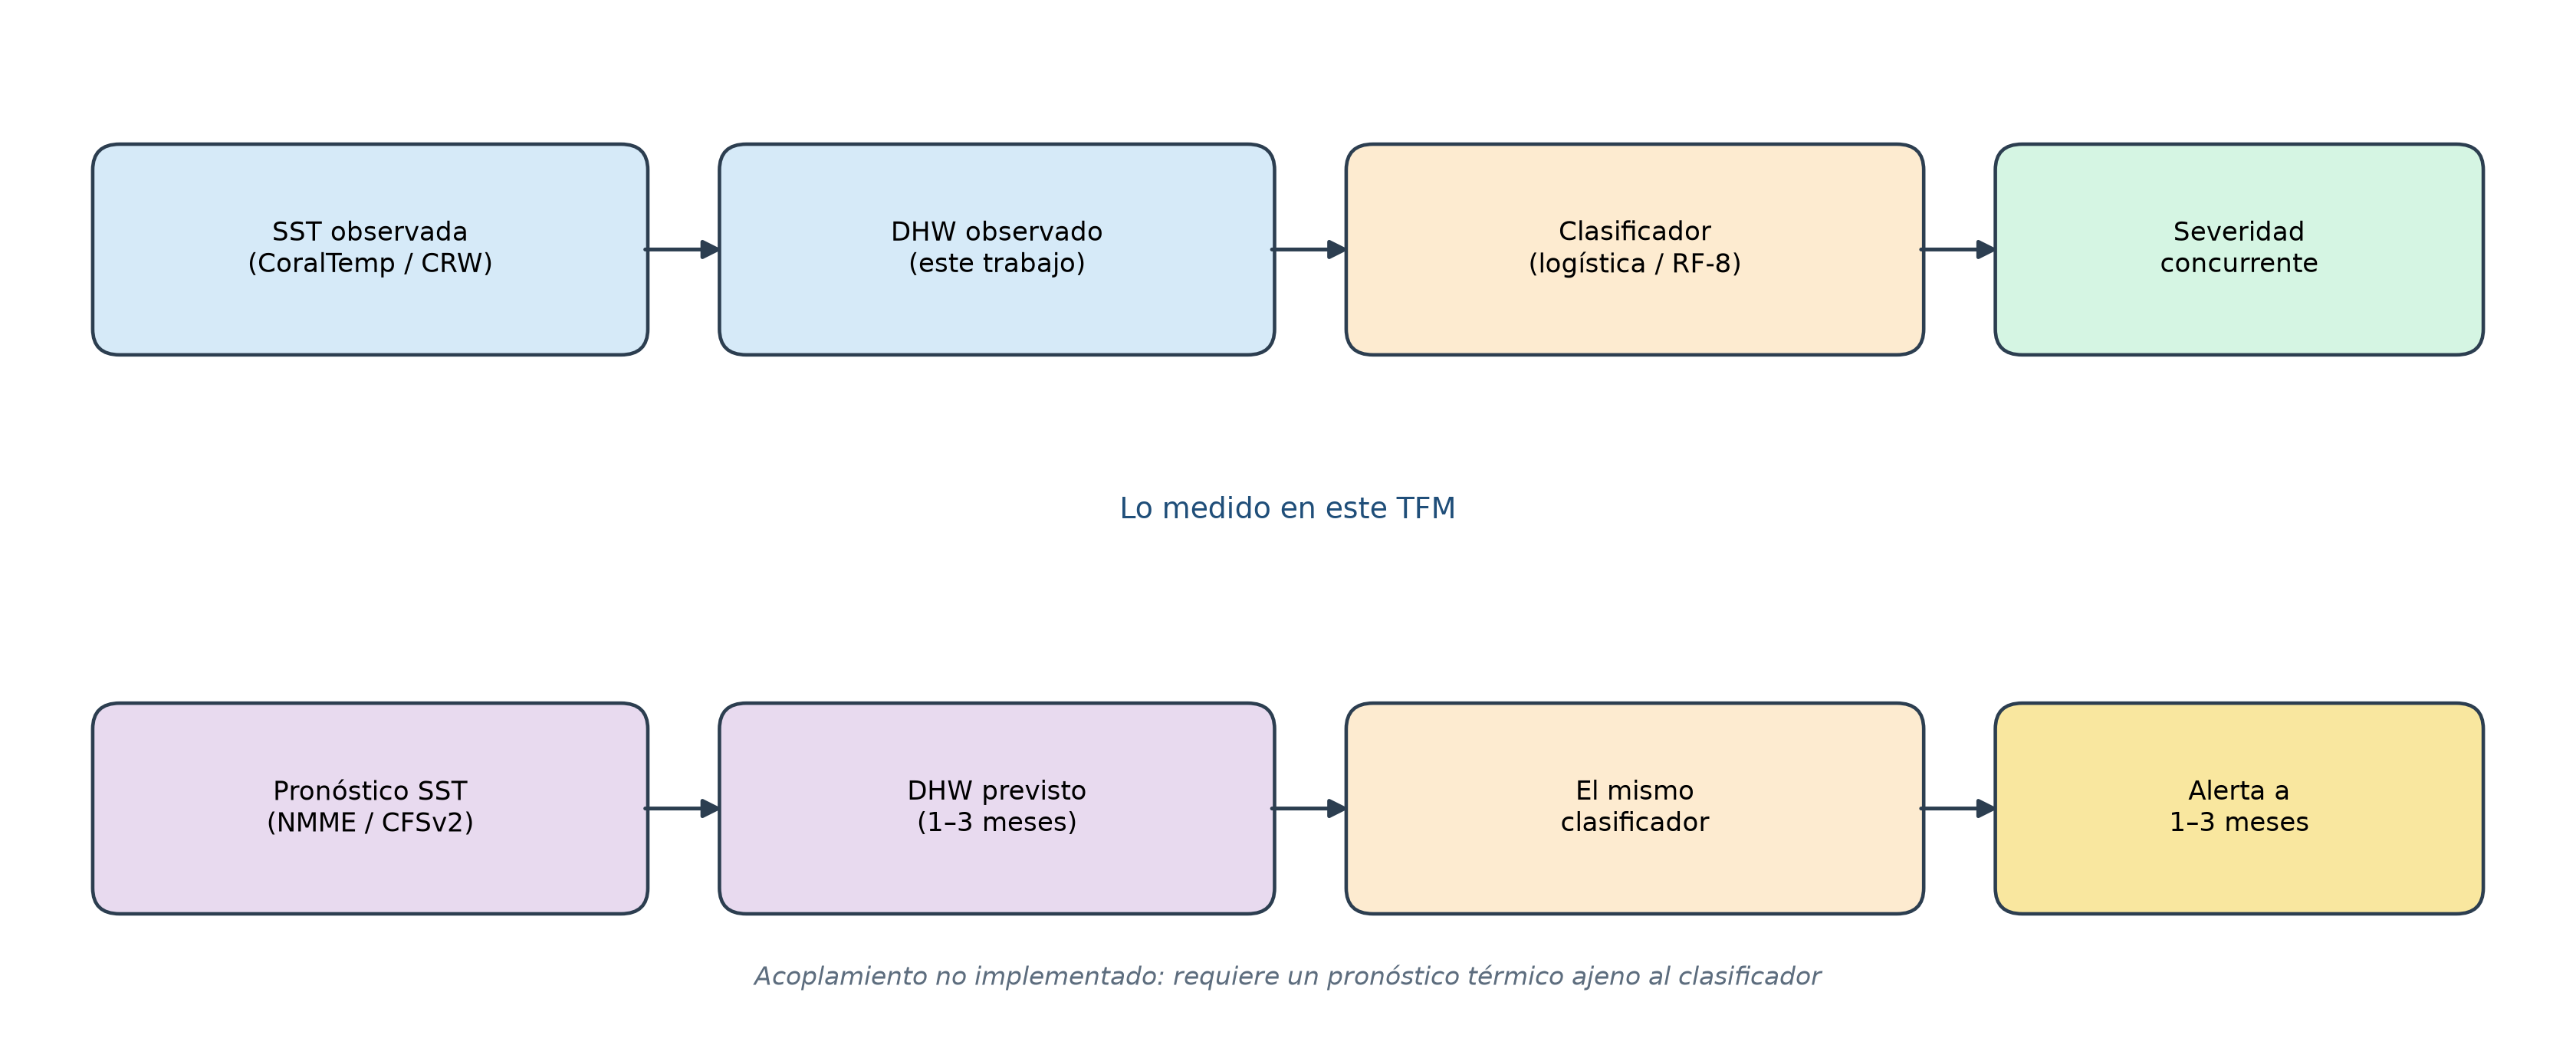 SST observada
(CoralTemp / CRW)
DHW observado
(este trabajo)
Clasificador
(logística / RF-8)
Severidad
concurrente
Lo medido en este TFM
Pronóstico SST
(NMME / CFSv2)
DHW previsto
(1–3 meses)
El mismo
clasificador
Alerta a
1–3 meses
Acoplamiento no implementado: requiere un pronóstico térmico ajeno al clasificador